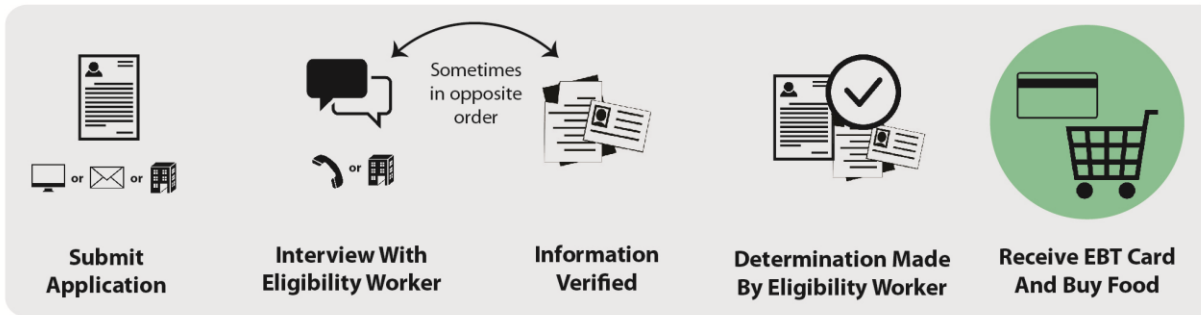 Sometimes
in opposite
order
or
or
or
Submit
Application
Interview With
Eligibility Worker
Information
Verified
Determination Made
By Eligibility Worker
Receive EBT Card
And Buy Food